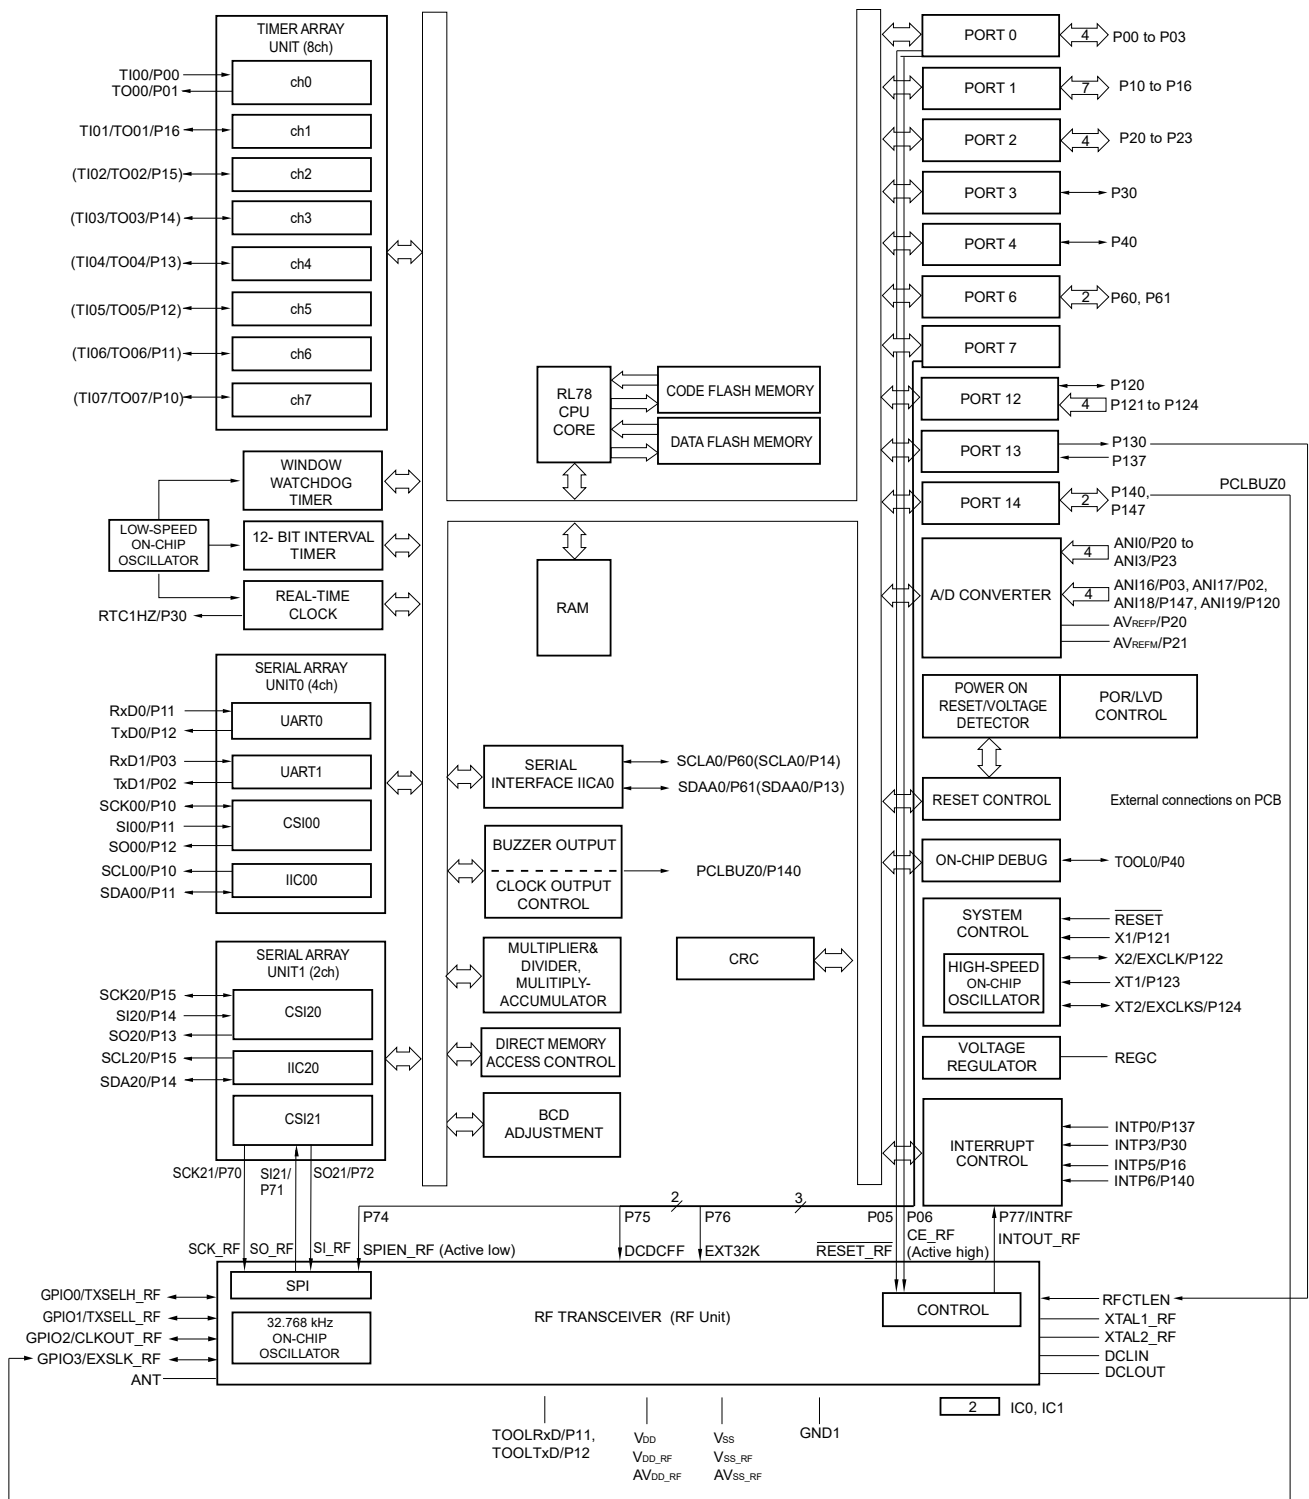 TIMER ARRAY
UNIT (8ch)
TI00/P00
TO00/P01
ch0
TI01/TO01/P16
ch1
(TI02/TO02/P15)
ch2
(TI03/TO03/P14)
ch3
(TI04/TO04/P13)
ch4
(TI05/TO05/P12)
ch5
(TI06/TO06/P11)
ch6
(TI07/TO07/P10)
ch7
WINDOW
WATCHDOG
TIMER
LOW-SPEED
ON-CHIP
OSCILLATOR
12- BIT INTERVAL
TIMER
REAL-TIME
CLOCK
RTC1HZ/P30
SERIAL ARRAY
UNIT0 (4ch)
RxD0/P11
TxD0/P12
UART0
RxD1/P03
TxD1/P02
UART1
SCK00/P10
SI00/P11
SO00/P12
CSI00
SCL00/P10
SDA00/P11
IIC00
SERIAL ARRAY
UNIT1 (2ch)
SCK20/P15
SI20/P14
SO20/P13
CSI20
SCL20/P15
SDA20/P14
IIC20
CSI21
SCK21/P70
SI21/
P71
SO21/P72
RL78
CPU
CORE
CODE FLASH MEMORY
DATA FLASH MEMORY
RAM
SERIAL
INTERFACE IICA0
SCLA0/P60(SCLA0/P14)
SDAA0/P61(SDAA0/P13)
BUZZER OUTPUT
CLOCK OUTPUT
CONTROL
PCLBUZ0/P140
MULTIPLIER&
DIVIDER,
MULITIPLY-
ACCUMULATOR
CRC
DIRECT MEMORY
ACCESS CONTROL
BCD
ADJUSTMENT
PORT 0
4
P00 to P03
PORT 1
7
P10 to P16
PORT 2
4
P20 to P23
PORT 3
P30
PORT 4
P40
PORT 6
2
P60, P61
PORT 7
PORT 12
P120
4
P121 to P124
PORT 13
P130
P137
PORT 14
2
P140,
P147
PCLBUZ0
A/D CONVERTER
4
ANI0/P20 to
ANI3/P23
4
ANI16/P03, ANI17/P02,
ANI18/P147, ANI19/P120
AVREFP/P20
AVREFM/P21
POWER ON
RESET/VOLTAGE
DETECTOR
POR/LVD
CONTROL
RESET CONTROL
External connections on PCB
ON-CHIP DEBUG
TOOL0/P40
SYSTEM
CONTROL
HIGH-SPEED
ON-CHIP
OSCILLATOR
RESET
X1/P121
X2/EXCLK/P122
XT1/P123
XT2/EXCLKS/P124
VOLTAGE
REGULATOR
REGC
INTERRUPT
CONTROL
INTP0/P137
INTP3/P30
INTP5/P16
INTP6/P140
2
3
P74
P75
P76
P05
P06
P77/INTRF
SCK_RF
SO_RF
SI_RF
SPIEN_RF (Active low)
DCDCFF
EXT32K
RESET_RF
CE_RF
(Active high)
INTOUT_RF
SPI
RF TRANSCEIVER (RF Unit)
CONTROL
32.768 kHz
ON-CHIP
OSCILLATOR
GPIO0/TXSELH_RF
GPIO1/TXSELL_RF
GPIO2/CLKOUT_RF
GPIO3/EXSLK_RF
ANT
RFCTLEN
XTAL1_RF
XTAL2_RF
DCLIN
DCLOUT
2
IC0, IC1
TOOLRxD/P11,
TOOLTxD/P12
VDD
VDD_RF
AVDD_RF
VSS
VSS_RF
AVSS_RF
GND1